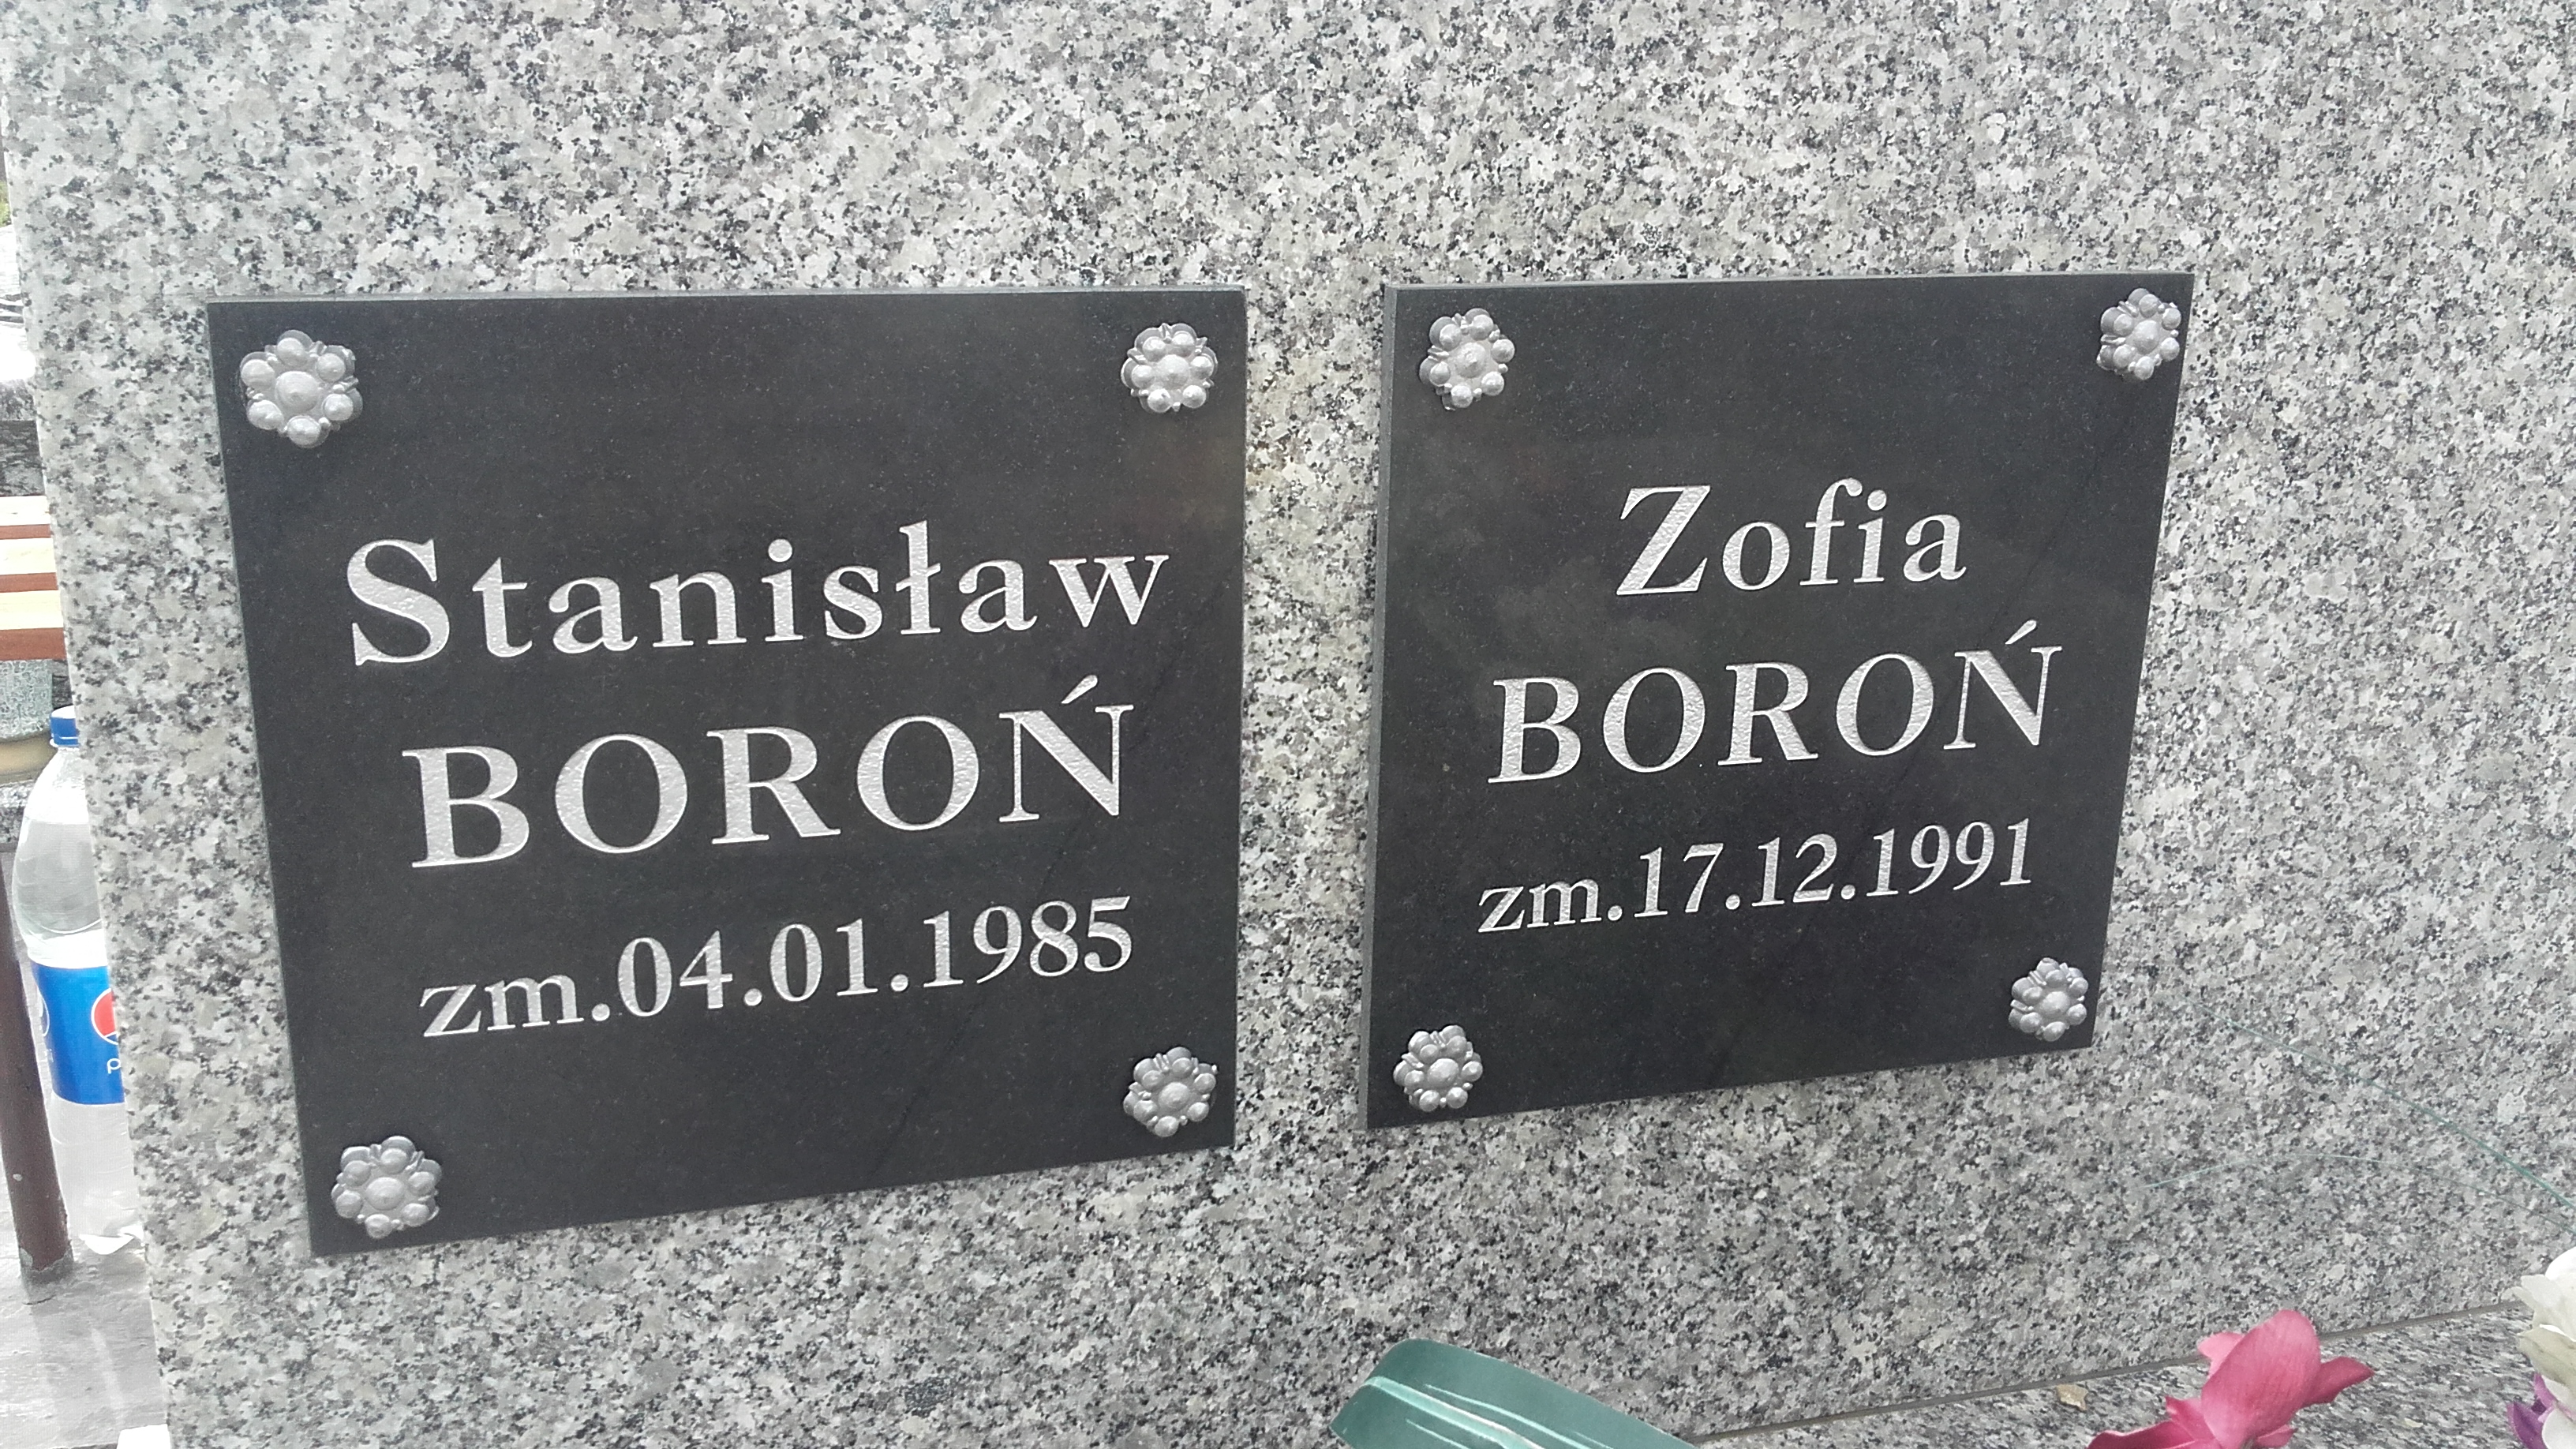 Stanisław
BOROŃ
zm.04.01.1985
Zofia
BOROŃ
zm.17.12.1991